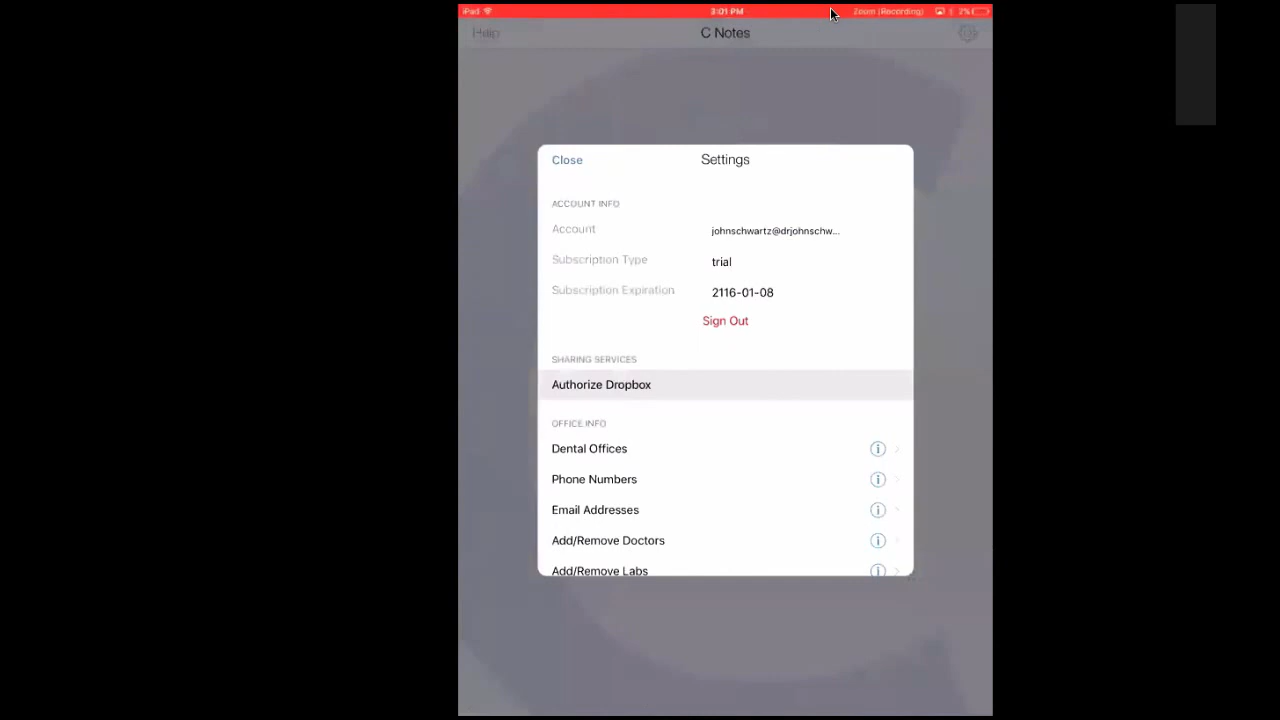 iPad 3:01 PM Zoom (Recording) 2%
Help C Notes
Close Settings
ACCOUNT INFO
Account johnschwartz@drjohnschw...
Subscription Type trial
Subscription Expiration 2116-01-08
Sign Out
SHARING SERVICES
Authorize Dropbox
OFFICE INFO
Dental Offices
Phone Numbers
Email Addresses
Add/Remove Doctors
Add/Remove Labs